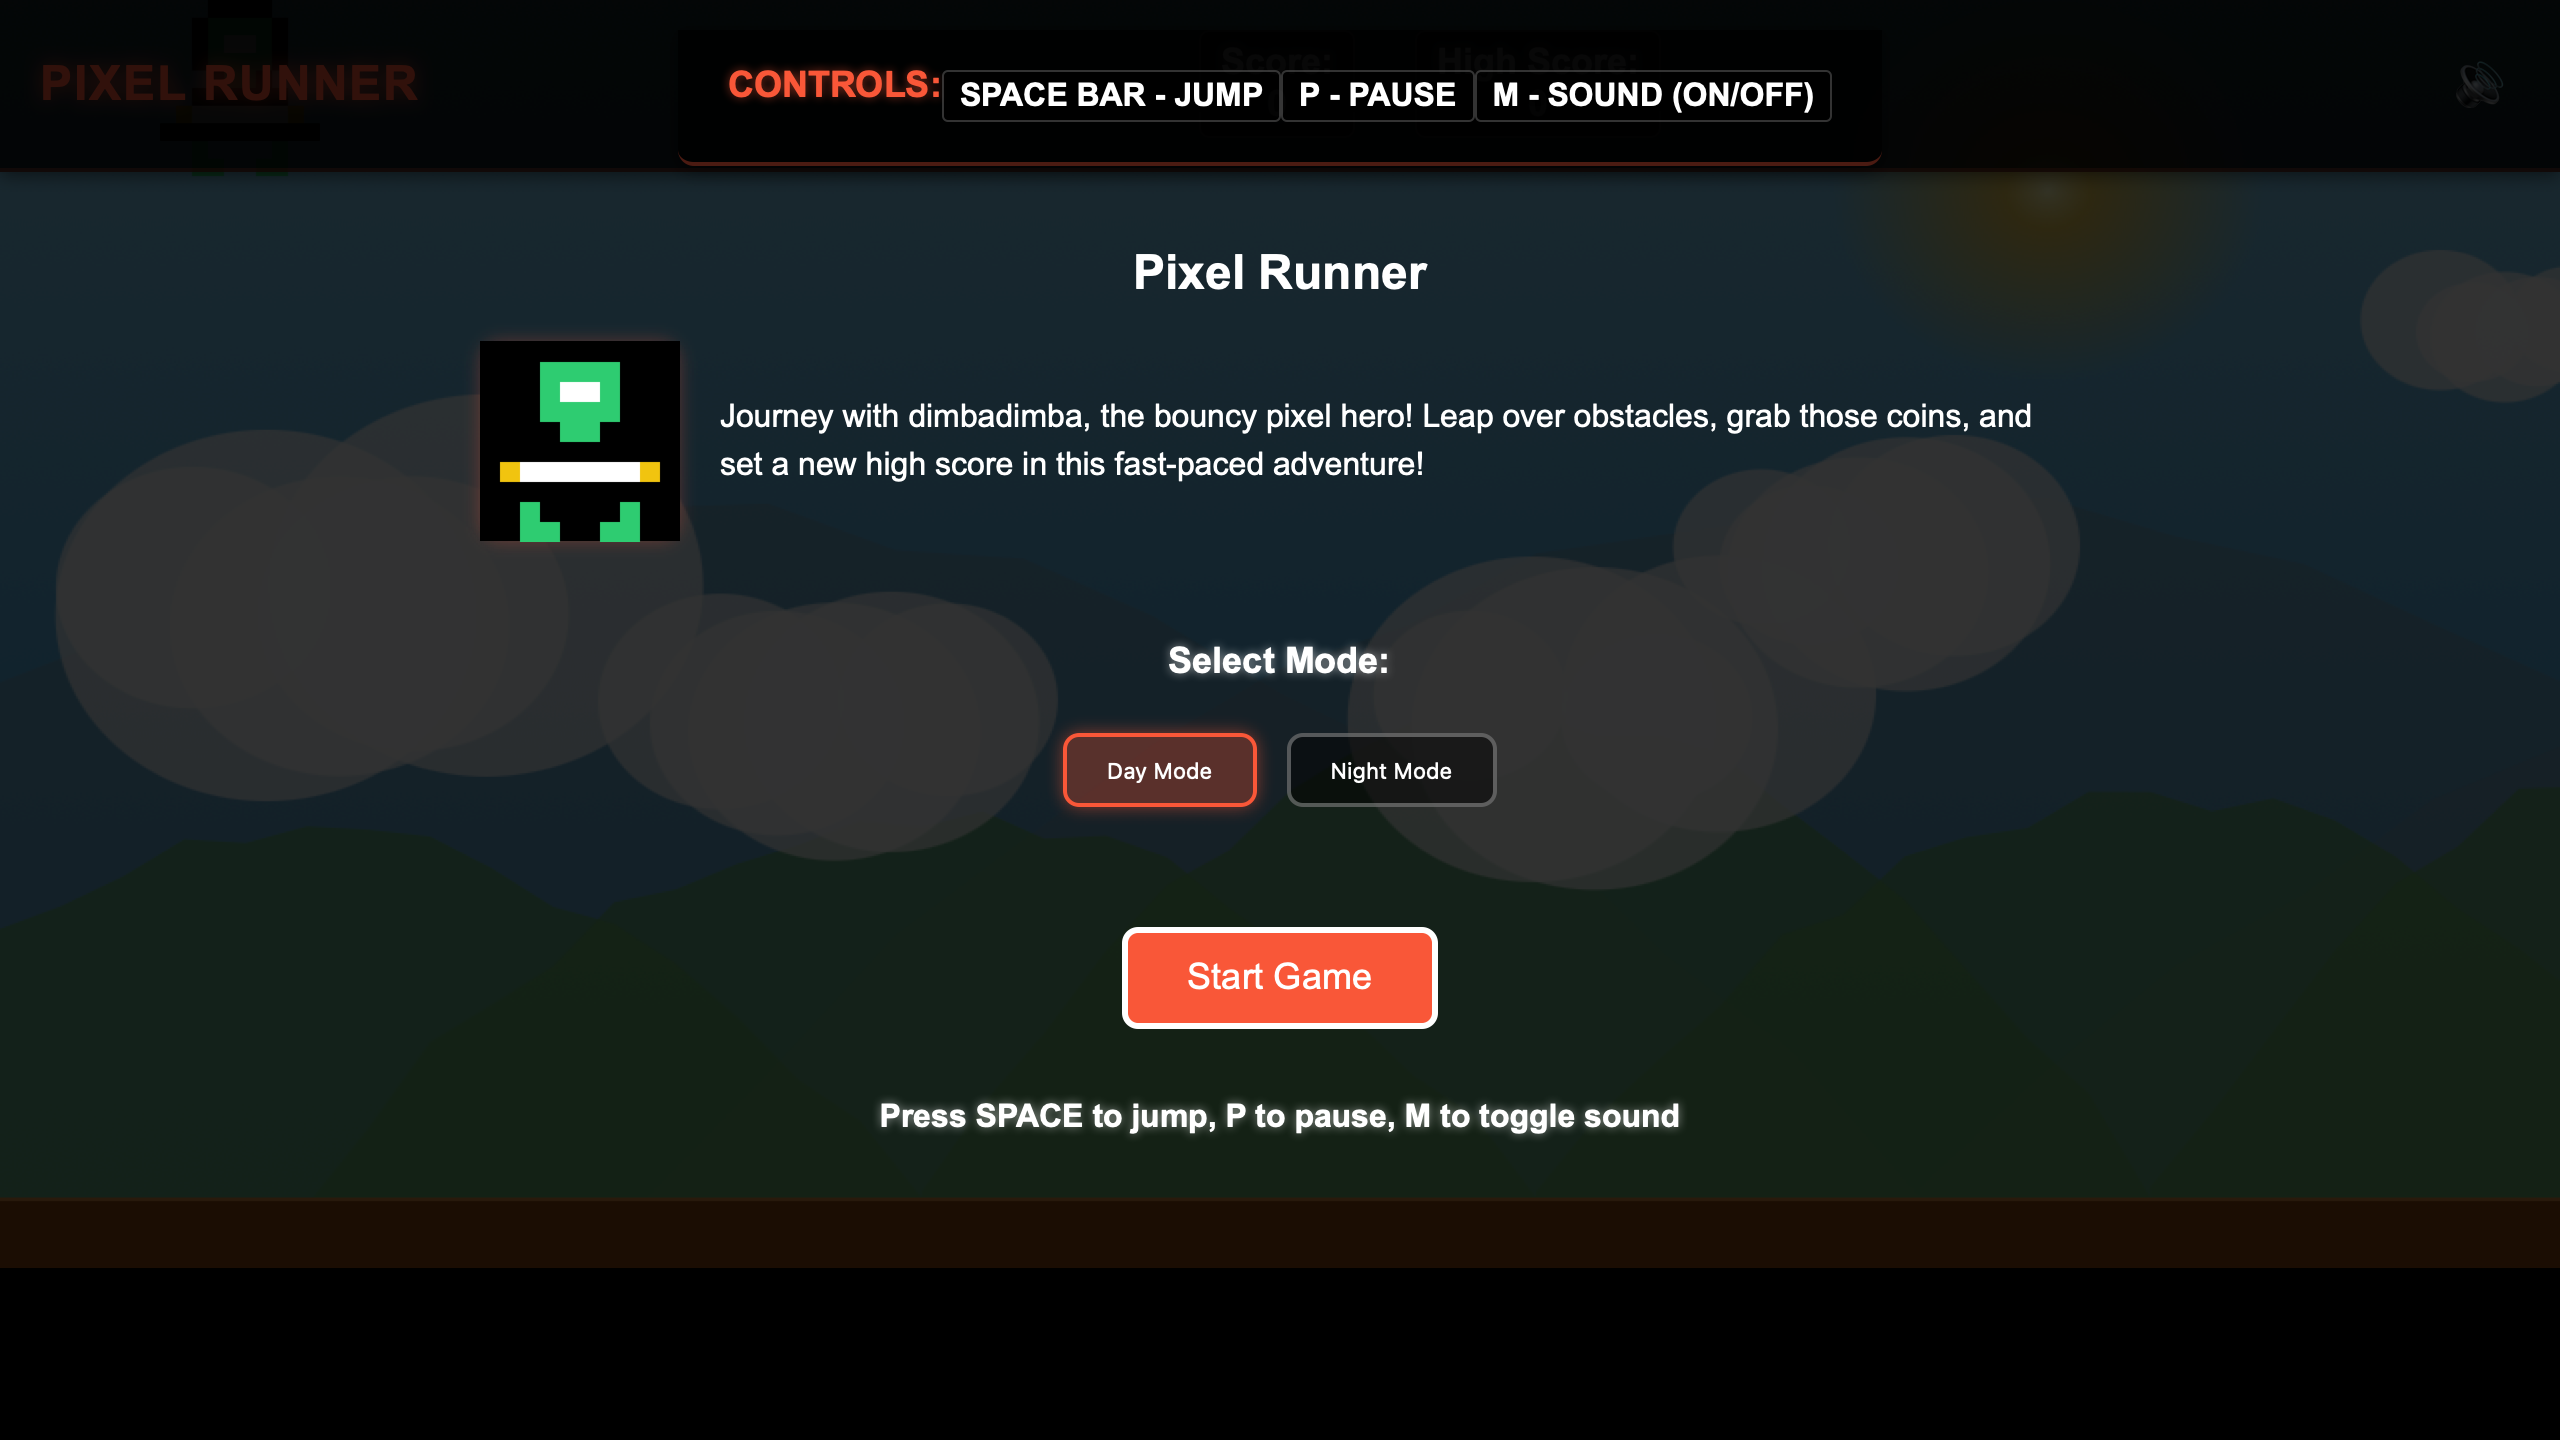 PIXEL RUNNER
Score:
High Score:
CONTROLS:
SPACE BAR - JUMP
P - PAUSE
M - SOUND (ON/OFF)
Pixel Runner
Journey with dimbadimba, the bouncy pixel hero! Leap over obstacles, grab those coins, and
set a new high score in this fast-paced adventure!
Select Mode:
Day Mode
Night Mode
Start Game
Press SPACE to jump, P to pause, M to toggle sound